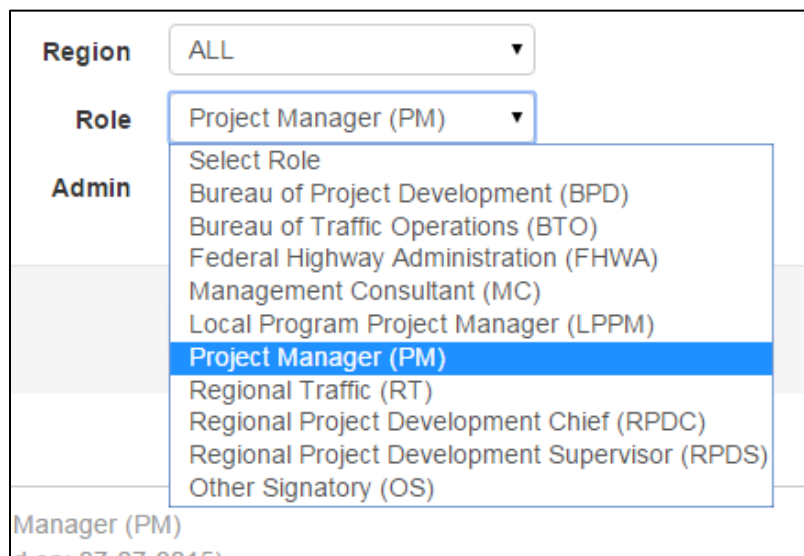 Region ALL
Role Project Manager (PM)
Select Role
Admin Bureau of Project Development (BPD)
Bureau of Traffic Operations (BTO)
Federal Highway Administration (FHWA)
Management Consultant (MC)
Local Program Project Manager (LPPM)
Project Manager (PM)
Regional Traffic (RT)
Regional Project Development Chief (RPDC)
Regional Project Development Supervisor (RPDS)
Other Signatory (OS)
Manager (PM)